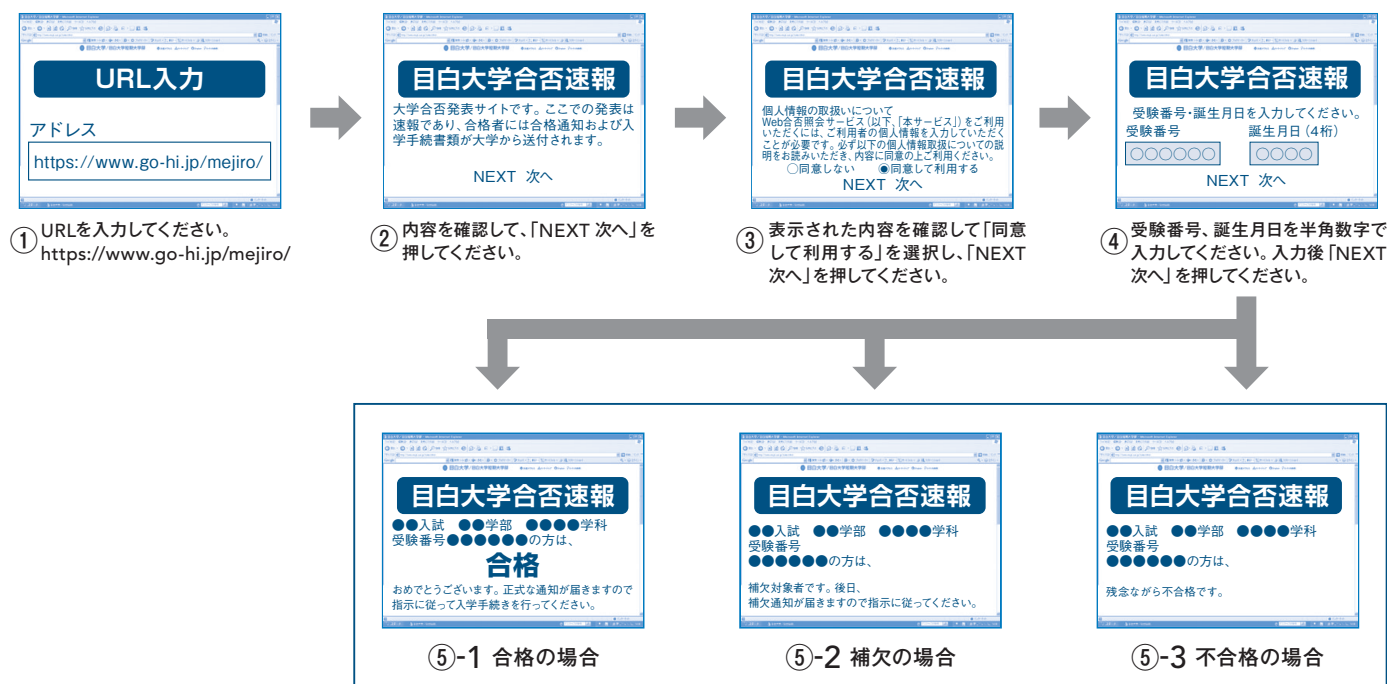 URL入力
アドレス
https://www.go-hi.jp/mejiro/
①URLを入力してください。
https://www.go-hi.jp/mejiro/
目白大学合否速報
大学合否発表サイトです。ここでの発表は
速報であり、合格者には合格通知および入
学手続書類が大学から送付されます。
NEXT 次へ
②内容を確認して、「NEXT 次へ」を
押してください。
目白大学合否速報
個人情報の取扱いについて
Web合否照会サービス(以下、「本サービス」)をご利用
いただくには、ご利用者の個人情報を入力していただく
ことが必要です。必ず以下の個人情報取扱についての説
明をお読みいただき、内容に同意の上ご利用ください。
○同意しない ◉同意して利用する
NEXT 次へ
③表示された内容を確認して「同意
して利用する」を選択し、「NEXT
次へ」を押してください。
目白大学合否速報
受験番号・誕生月日を入力してください。
受験番号 誕生月日(4桁)
○○○○○○ ○○○○
NEXT 次へ
④受験番号、誕生月日を半角数字で
入力してください。入力後「NEXT
次へ」を押してください。
目白大学合否速報
●●入試 ●●学部 ●●●●学科
受験番号●●●●●●の方は、
合格
おめでとうございます。正式な通知が届きますので
指示に従って入学手続きを行ってください。
⑤-1 合格の場合
目白大学合否速報
●●入試 ●●学部 ●●●●学科
受験番号
●●●●●●の方は、
補欠対象者です。後日、
補欠通知が届きますので指示に従ってください。
⑤-2 補欠の場合
目白大学合否速報
●●入試 ●●学部 ●●●●学科
受験番号
●●●●●●の方は、
残念ながら不合格です。
⑤-3 不合格の場合